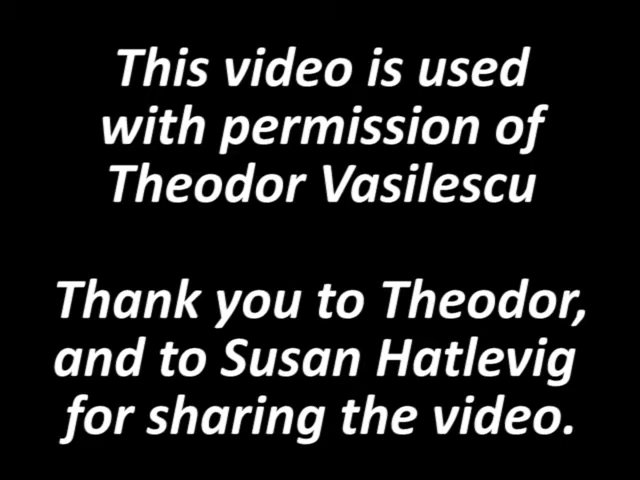 This video is used
with permission of
Theodor Vasilescu
Thank you to Theodor,
and to Susan Hatlevig
for sharing the video.